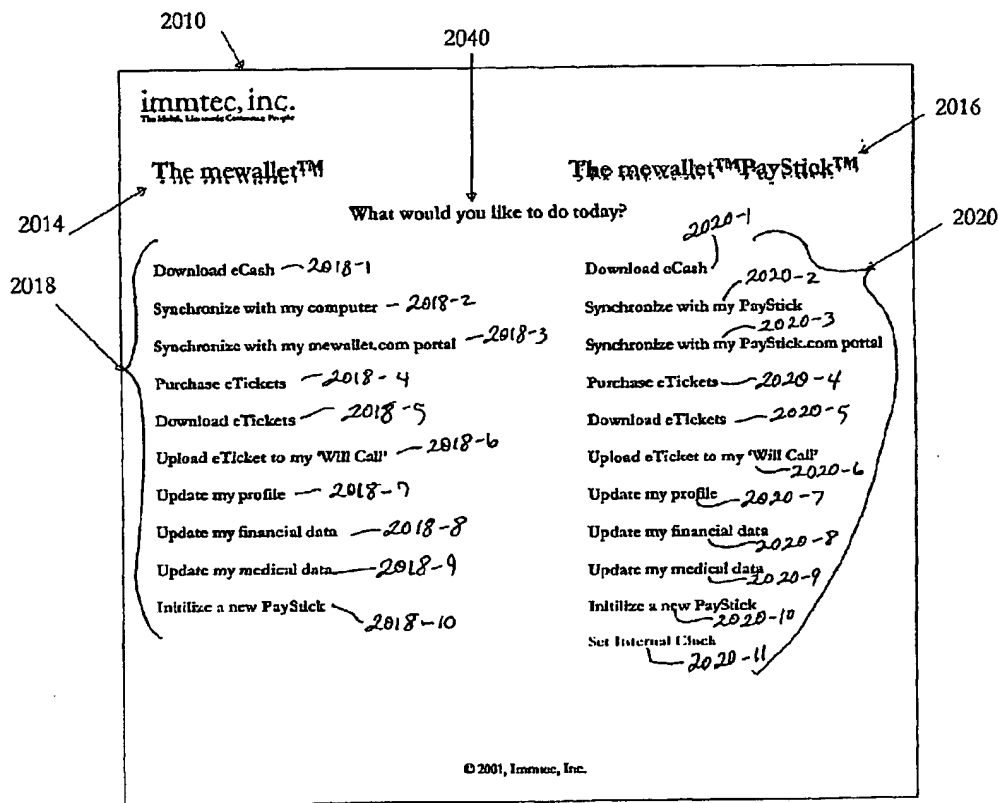 2010
2040
immtec, inc.
2016
The mewallet™
The mewallet™PayStick™
2014
What would you like to do today?
2020-1
2020
2018
Download eCash 2018-1
Download eCash
2020-2
Synchronize with my computer 2018-2
Synchronize with my PayStick
2020-3
Synchronize with my mewallet.com portal 2018-3
Synchronize with my PayStick.com portal
Purchase eTickets 2018-4
Purchase eTickets 2020-4
Download eTickets 2018-5
Download eTickets 2020-5
Upload eTicket to my 'Will Call' 2018-6
Upload eTicket to my 'Will Call'
2020-6
Update my profile 2018-7
Update my profile 2020-7
Update my financial data 2018-8
Update my financial data
2020-8
Update my medical data 2018-9
Update my medical data
2020-9
Initilize a new PayStick
2018-10
Initilize a new PayStick
2020-10
Set Internal Clock
2020-11
© 2001, Immtec, Inc.